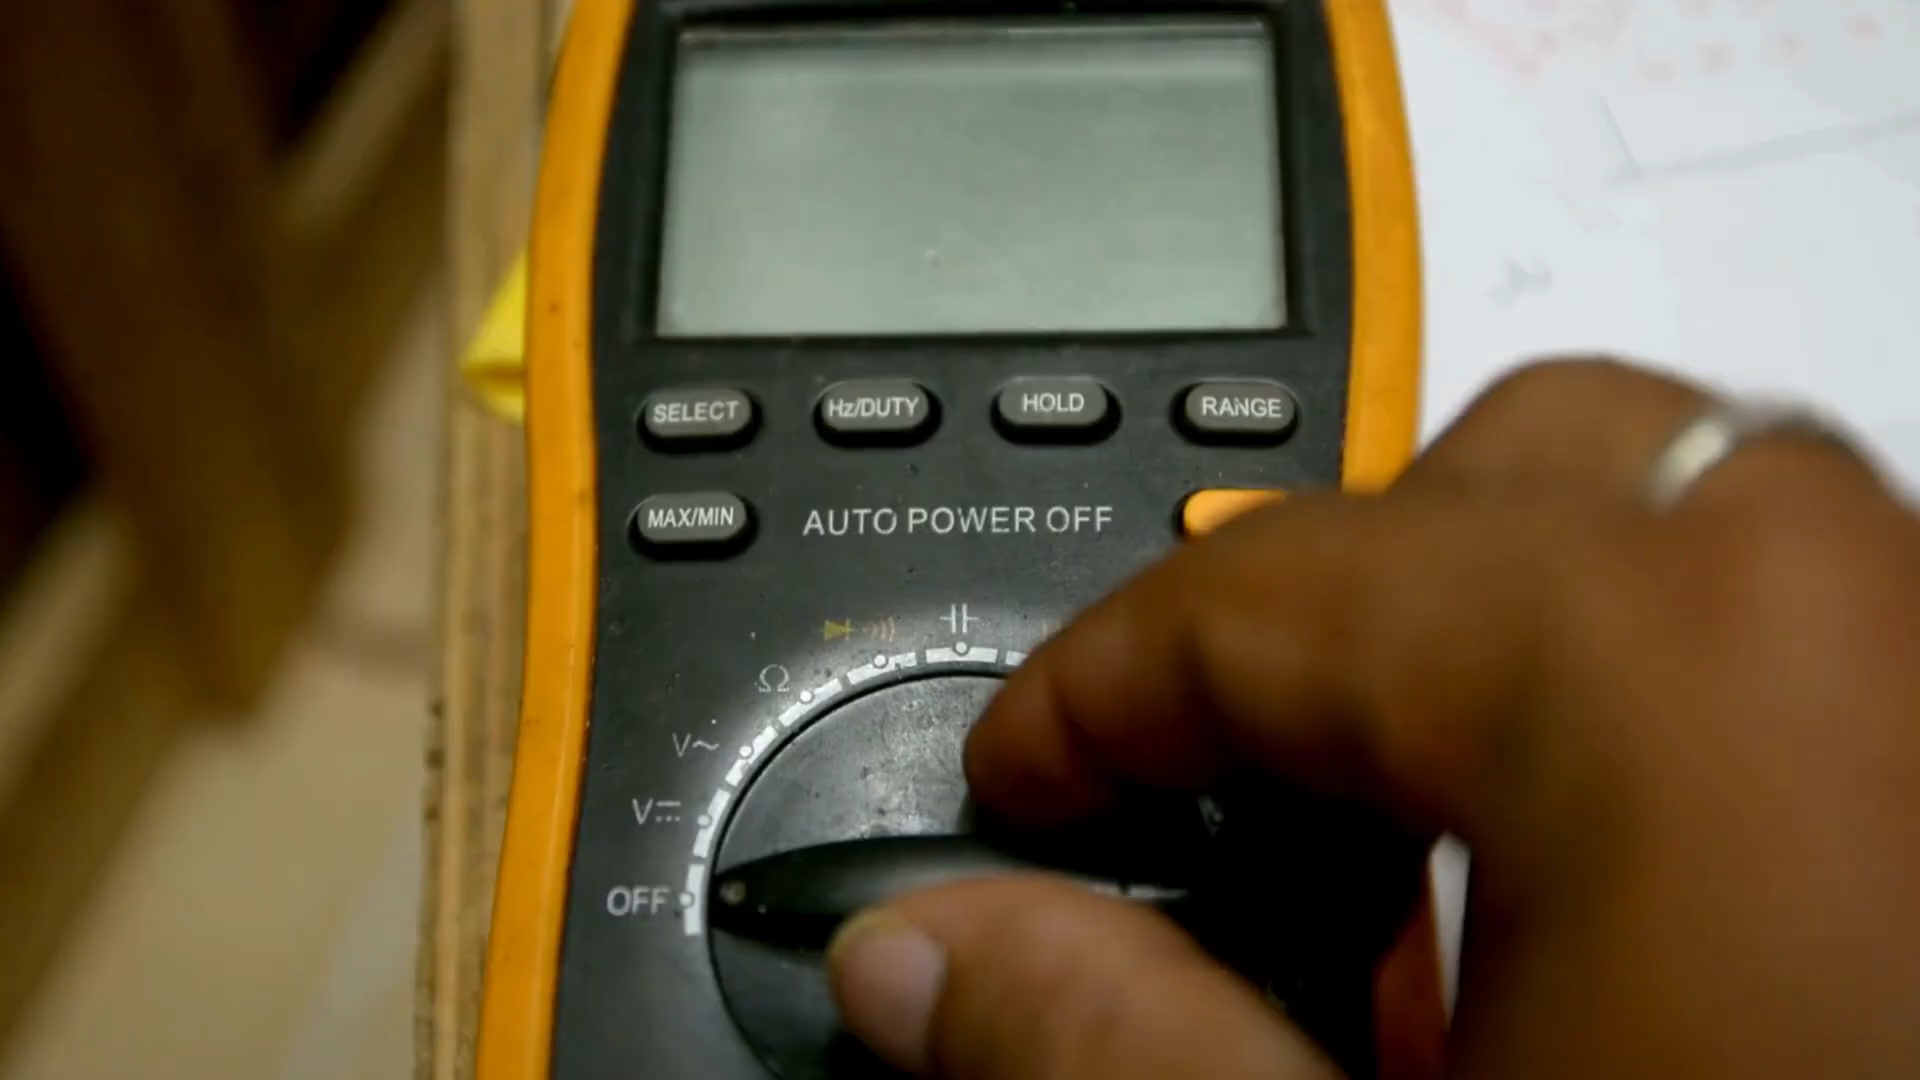 SELECT Hz/DUTY HOLD RANGE
MAX/MIN AUTO POWER OFF
Ω
V~
V⎓
OFF